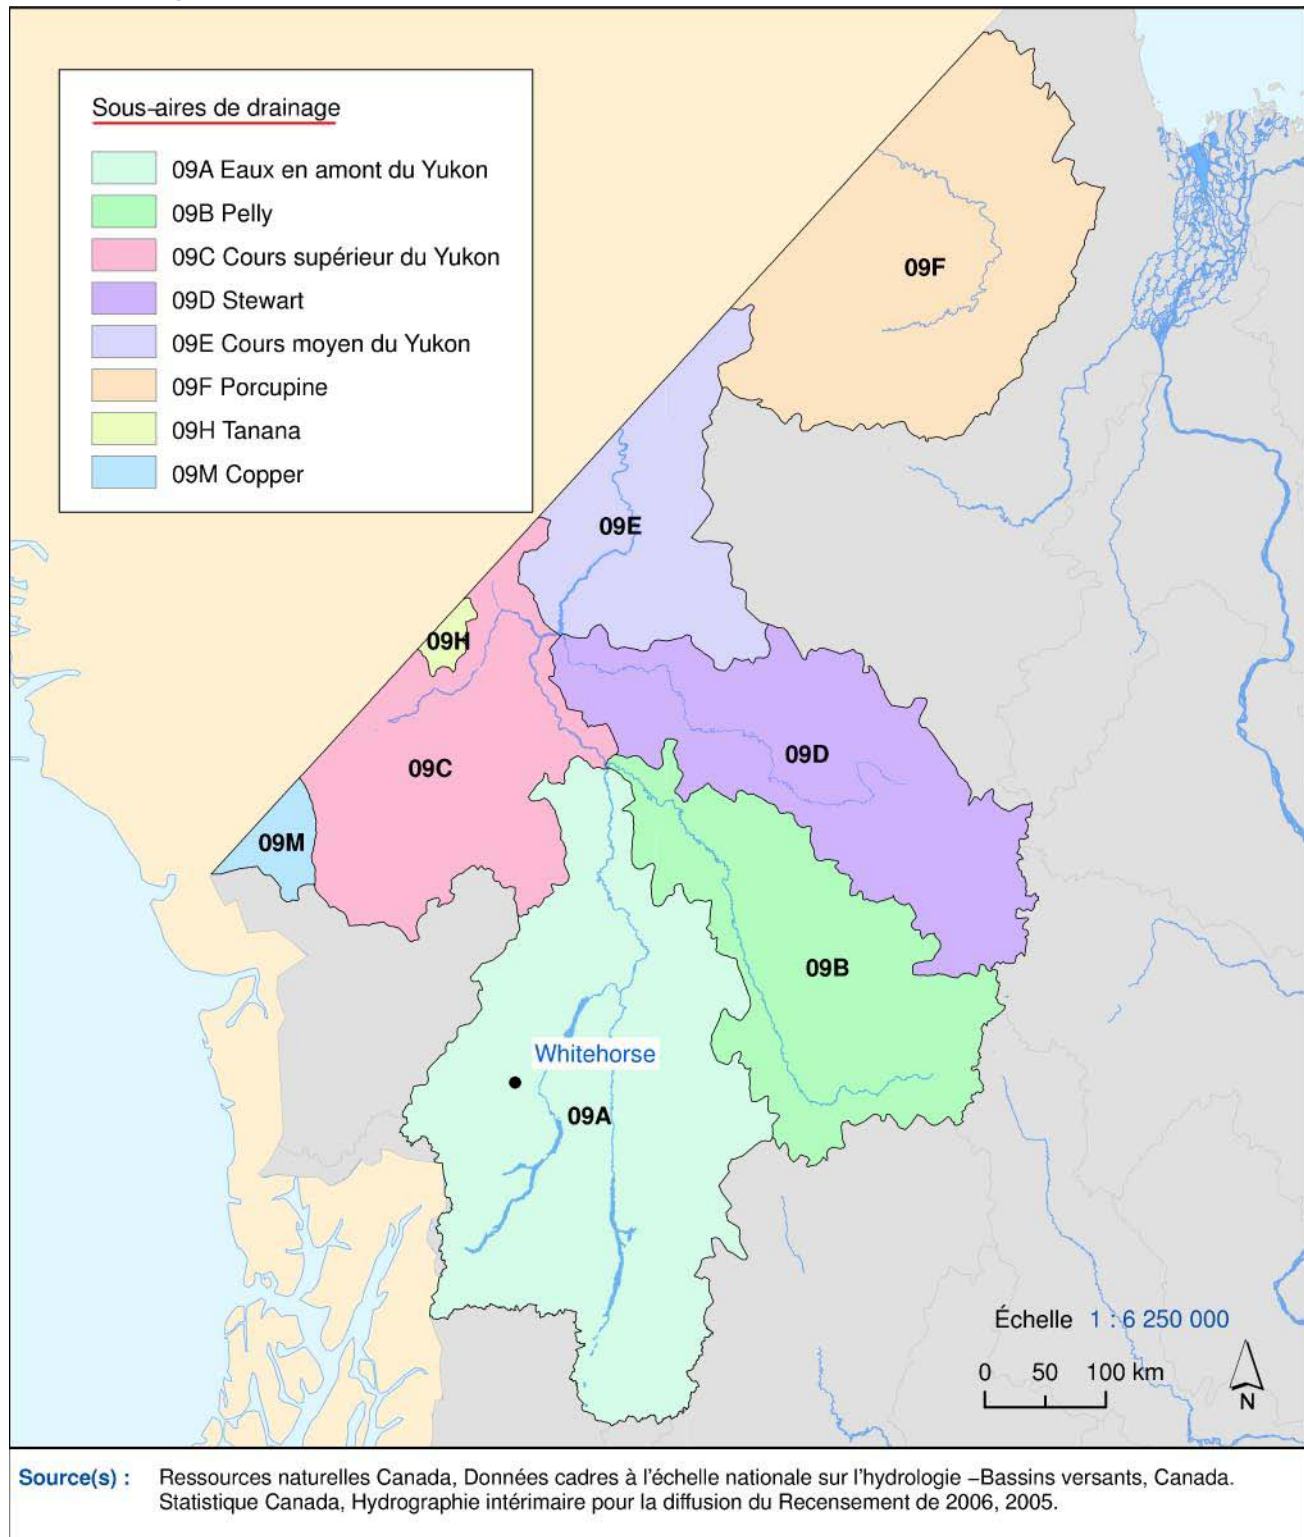 Sous-aires de drainage
09A Eaux en amont du Yukon
09B Pelly
09C Cours supérieur du Yukon
09D Stewart
09E Cours moyen du Yukon
09F Porcupine
09H Tanana
09M Copper
09F
09E
09H
09D
09C
09M
09B
Whitehorse
09A
Échelle 1 : 6 250 000
0 50 100 km
N
Source(s) : Ressources naturelles Canada, Données cadres à l'échelle nationale sur l'hydrologie –Bassins versants, Canada.
Statistique Canada, Hydrographie intérimaire pour la diffusion du Recensement de 2006, 2005.